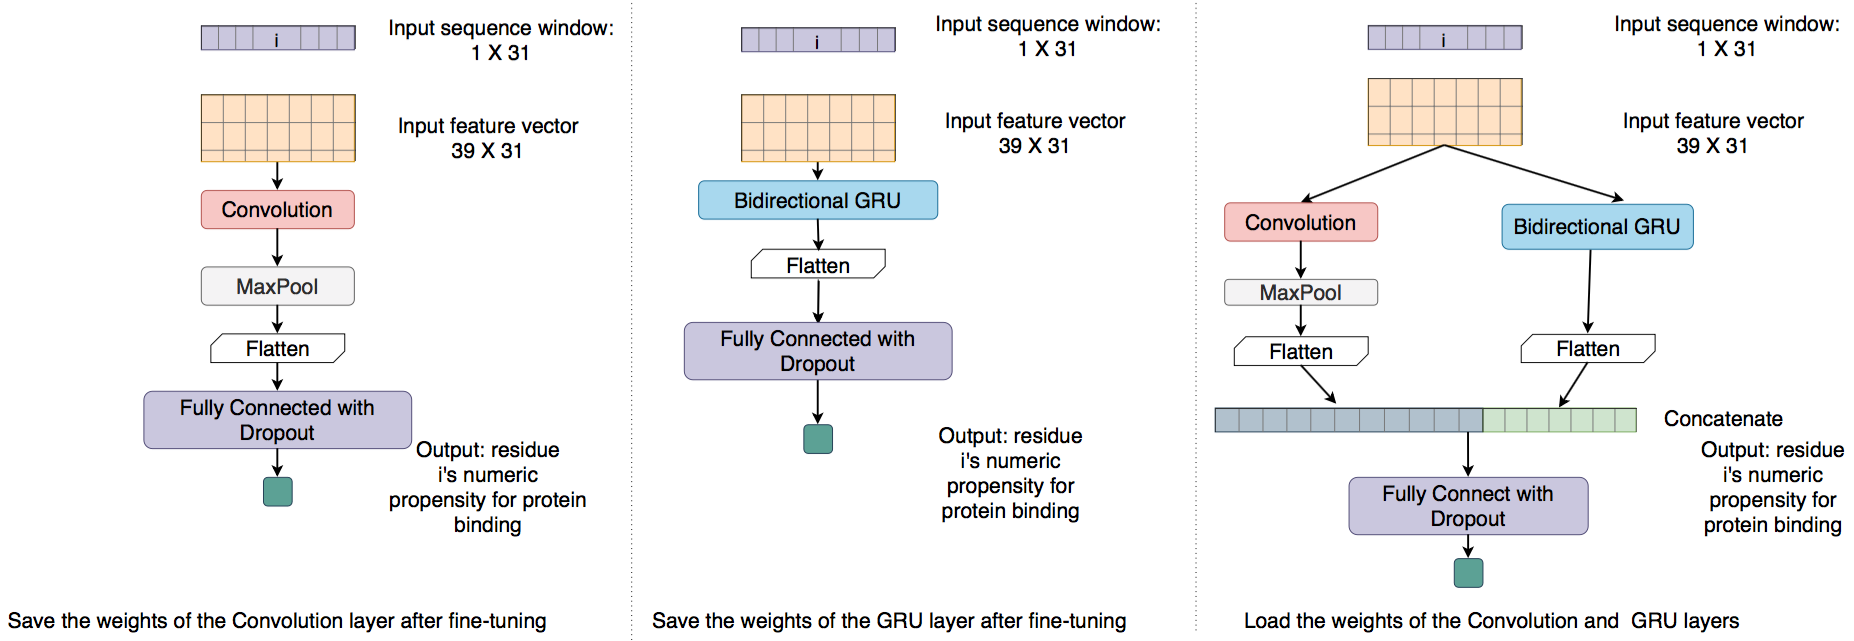 i
Input sequence window:
1 X 31
Input feature vector
39 X 31
Convolution
MaxPool
Flatten
Fully Connected with
Dropout
Output: residue
i's numeric
propensity for protein
binding
Save the weights of the Convolution layer after fine-tuning
i
Input sequence window:
1 X 31
Input feature vector
39 X 31
Bidirectional GRU
Flatten
Fully Connected with
Dropout
Output: residue
i's numeric
propensity for
protein binding
Save the weights of the GRU layer after fine-tuning
i
Input sequence window:
1 X 31
Input feature vector
39 X 31
Convolution
Bidirectional GRU
MaxPool
Flatten
Flatten
Concatenate
Output: residue
i's numeric
propensity for
protein binding
Fully Connect with
Dropout
Load the weights of the Convolution and GRU layers